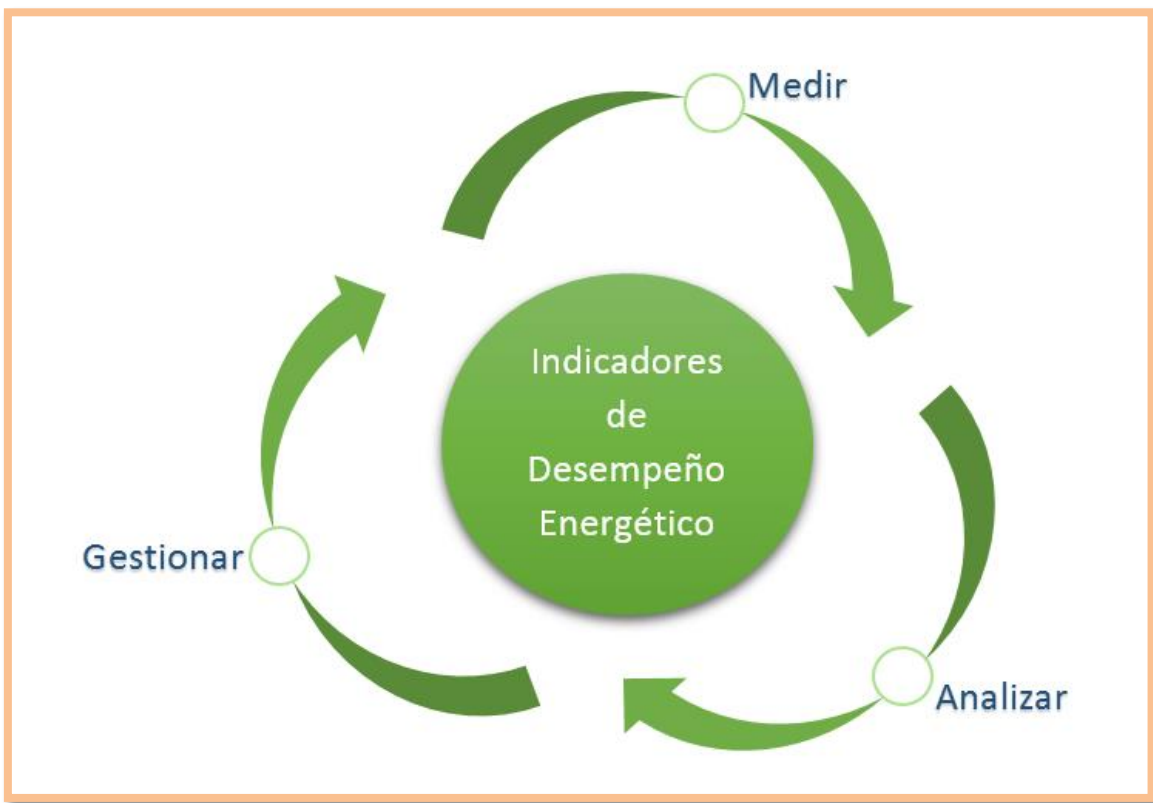 Medir
Indicadores
de
Desempeño
Energético
Gestionar
Analizar